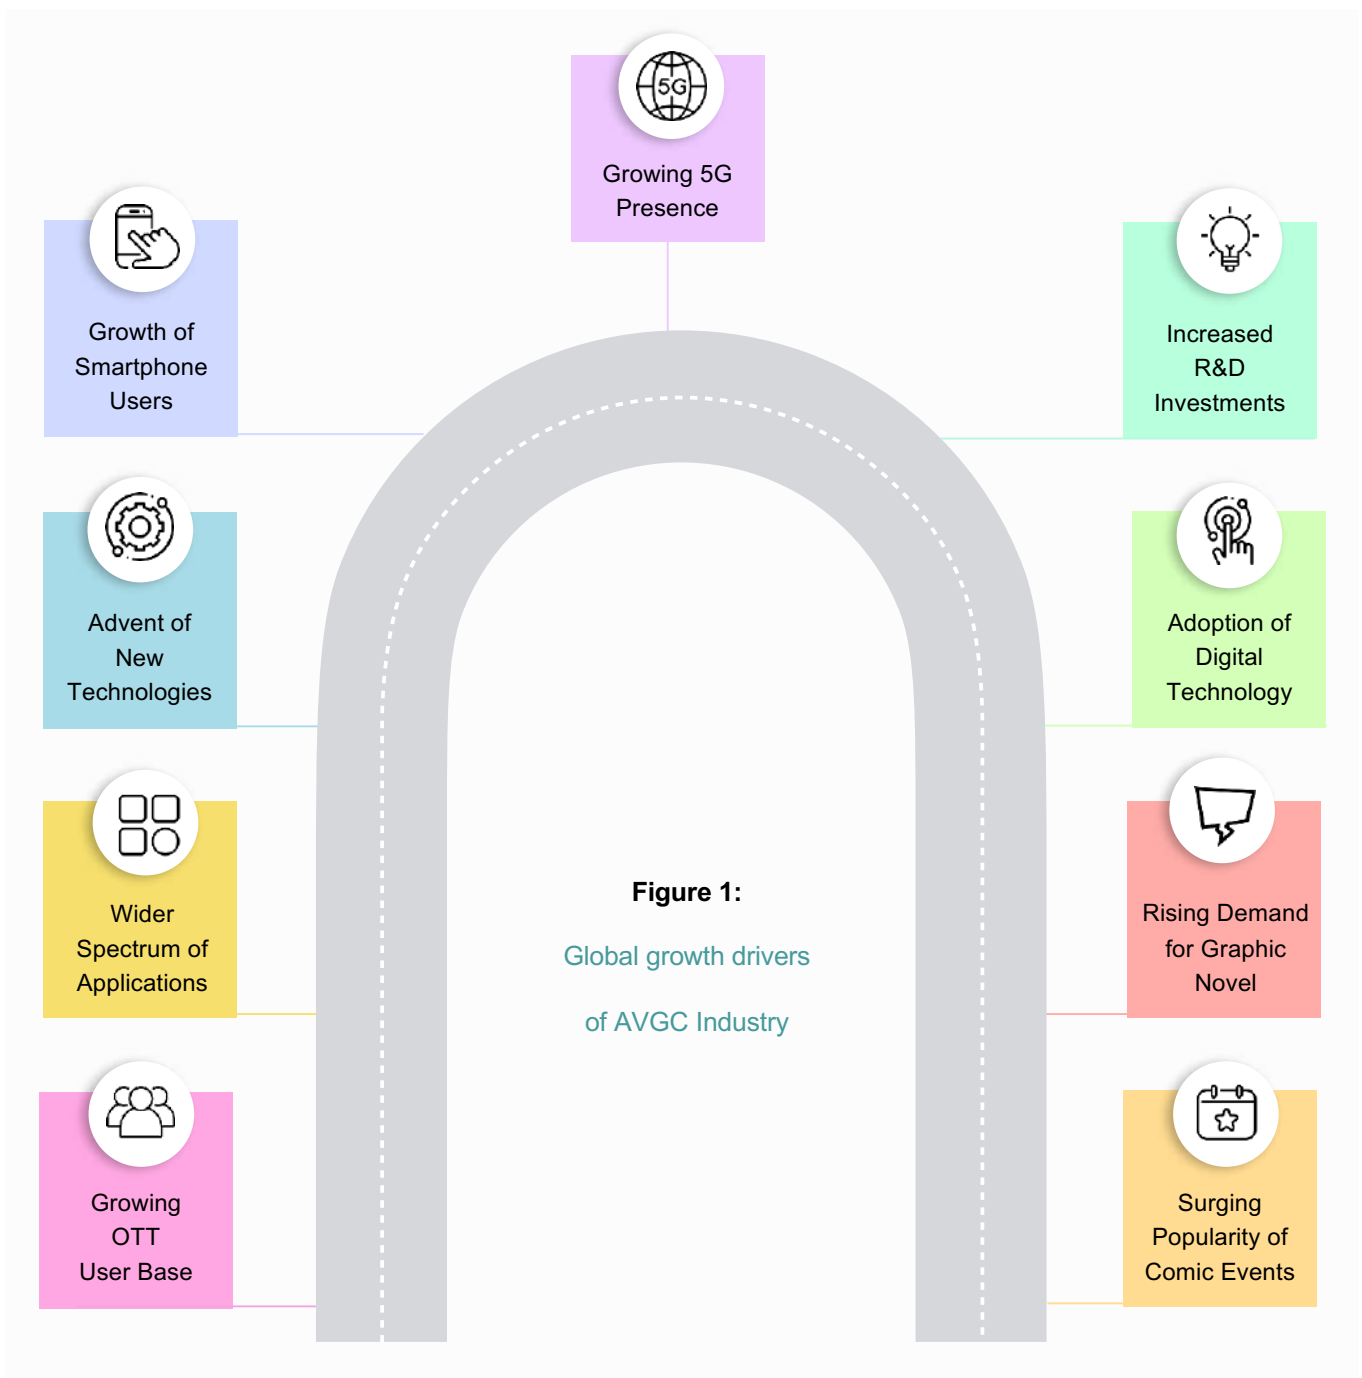 5G
Growing 5G
Presence
Growth of
Smartphone
Users
Increased
R&D
Investments
Advent of
New
Technologies
Adoption of
Digital
Technology
Wider
Spectrum of
Applications
Figure 1:
Global growth drivers
of AVGC Industry
Rising Demand
for Graphic
Novel
Growing
OTT
User Base
Surging
Popularity of
Comic Events